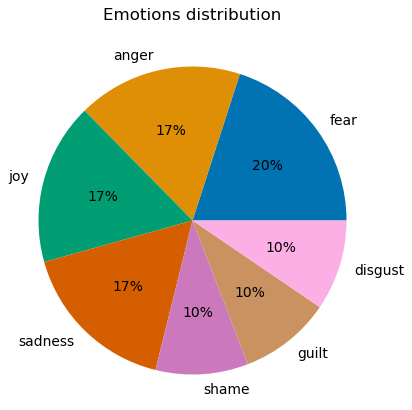 Emotions distribution
anger
fear
17%
20%
joy
17%
10%
disgust
17%
10%
10%
sadness
guilt
shame